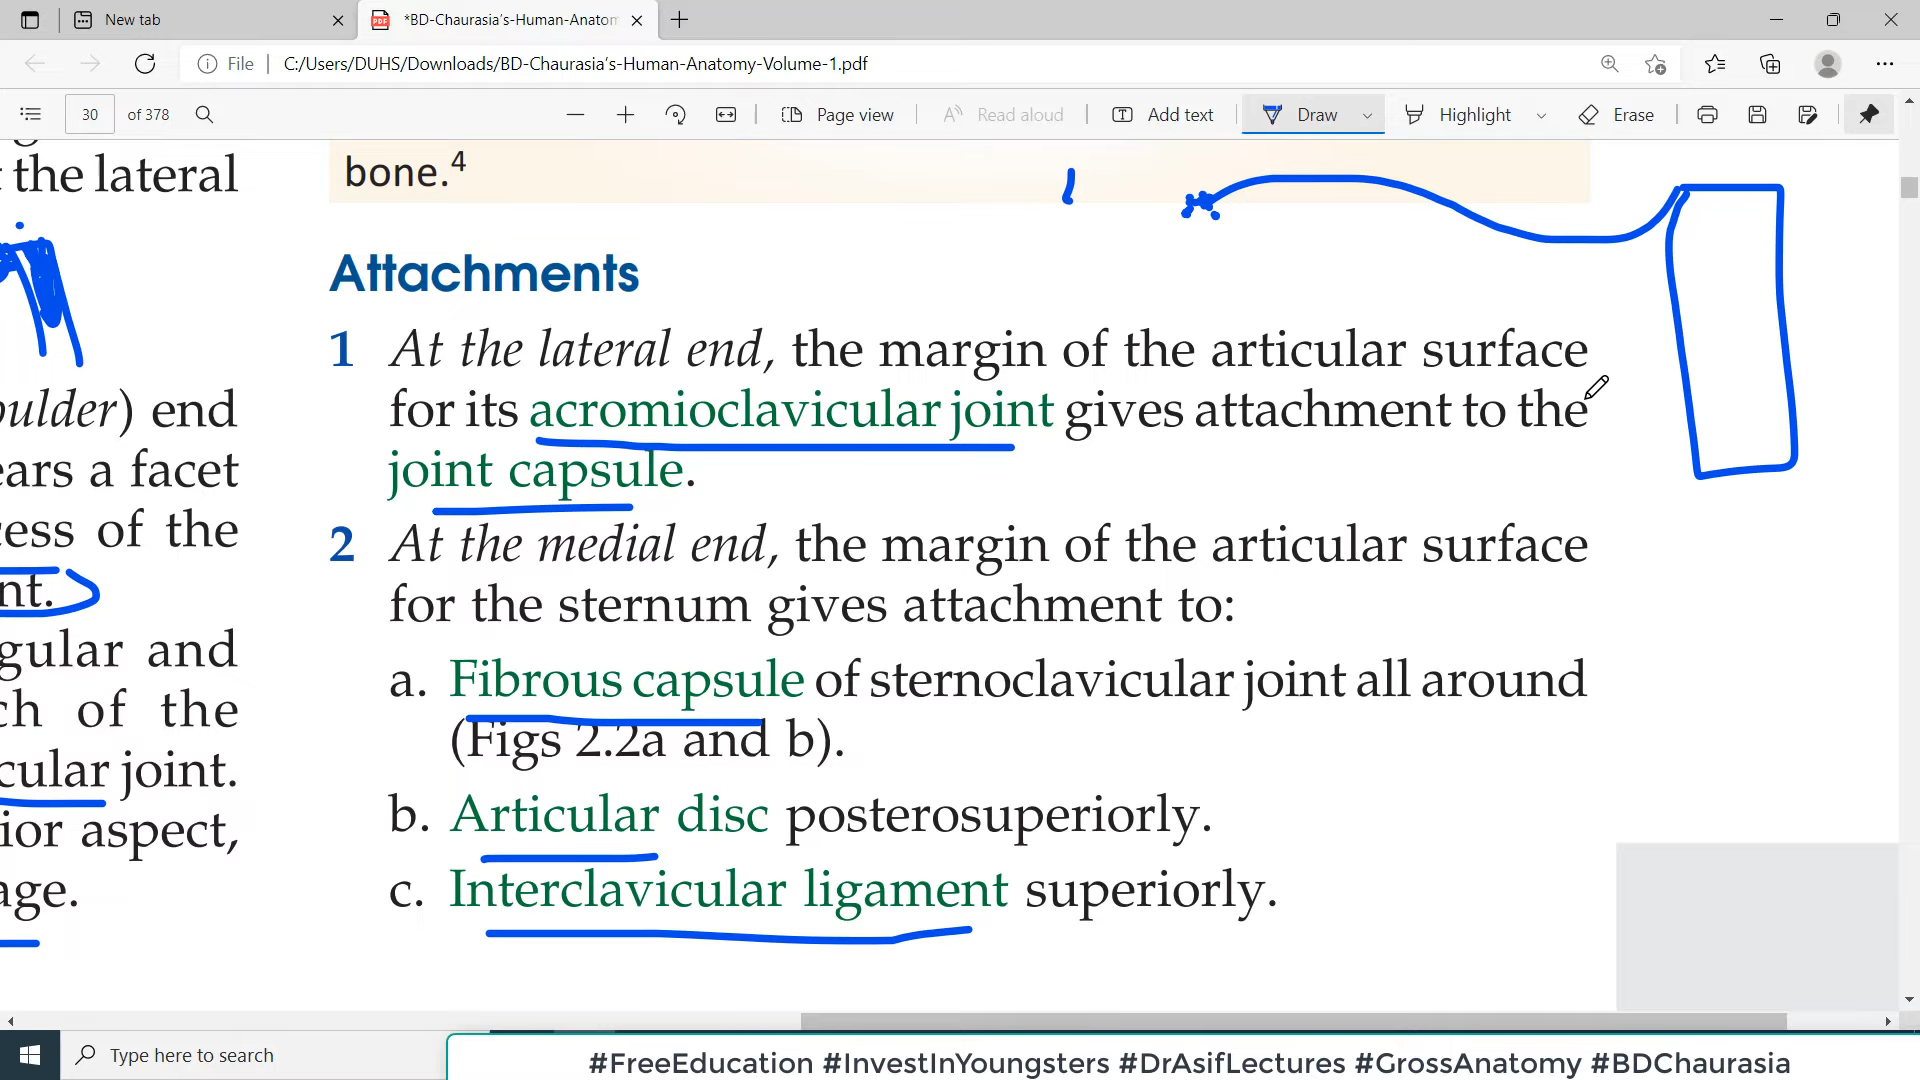 New tab
*BD-Chaurasia's-Human-Anatom
File
C:/Users/DUHS/Downloads/BD-Chaurasia's-Human-Anatomy-Volume-1.pdf
30 of 378
Page view
Read aloud
Add text
Draw
Highlight
Erase
the lateral
oulder) end
ears a facet
cess of the
nt.
gular and
ch of the
cular joint.
ior aspect,
age.
bone.4
Attachments
1 At the lateral end, the margin of the articular surface
for its acromioclavicular joint gives attachment to the
joint capsule.
2 At the medial end, the margin of the articular surface
for the sternum gives attachment to:
a. Fibrous capsule of sternoclavicular joint all around
(Figs 2.2a and b).
b. Articular disc posterosuperiorly.
c. Interclavicular ligament superiorly.
Type here to search
#FreeEducation #InvestInYoungsters #DrAsifLectures #GrossAnatomy #BDChaurasia